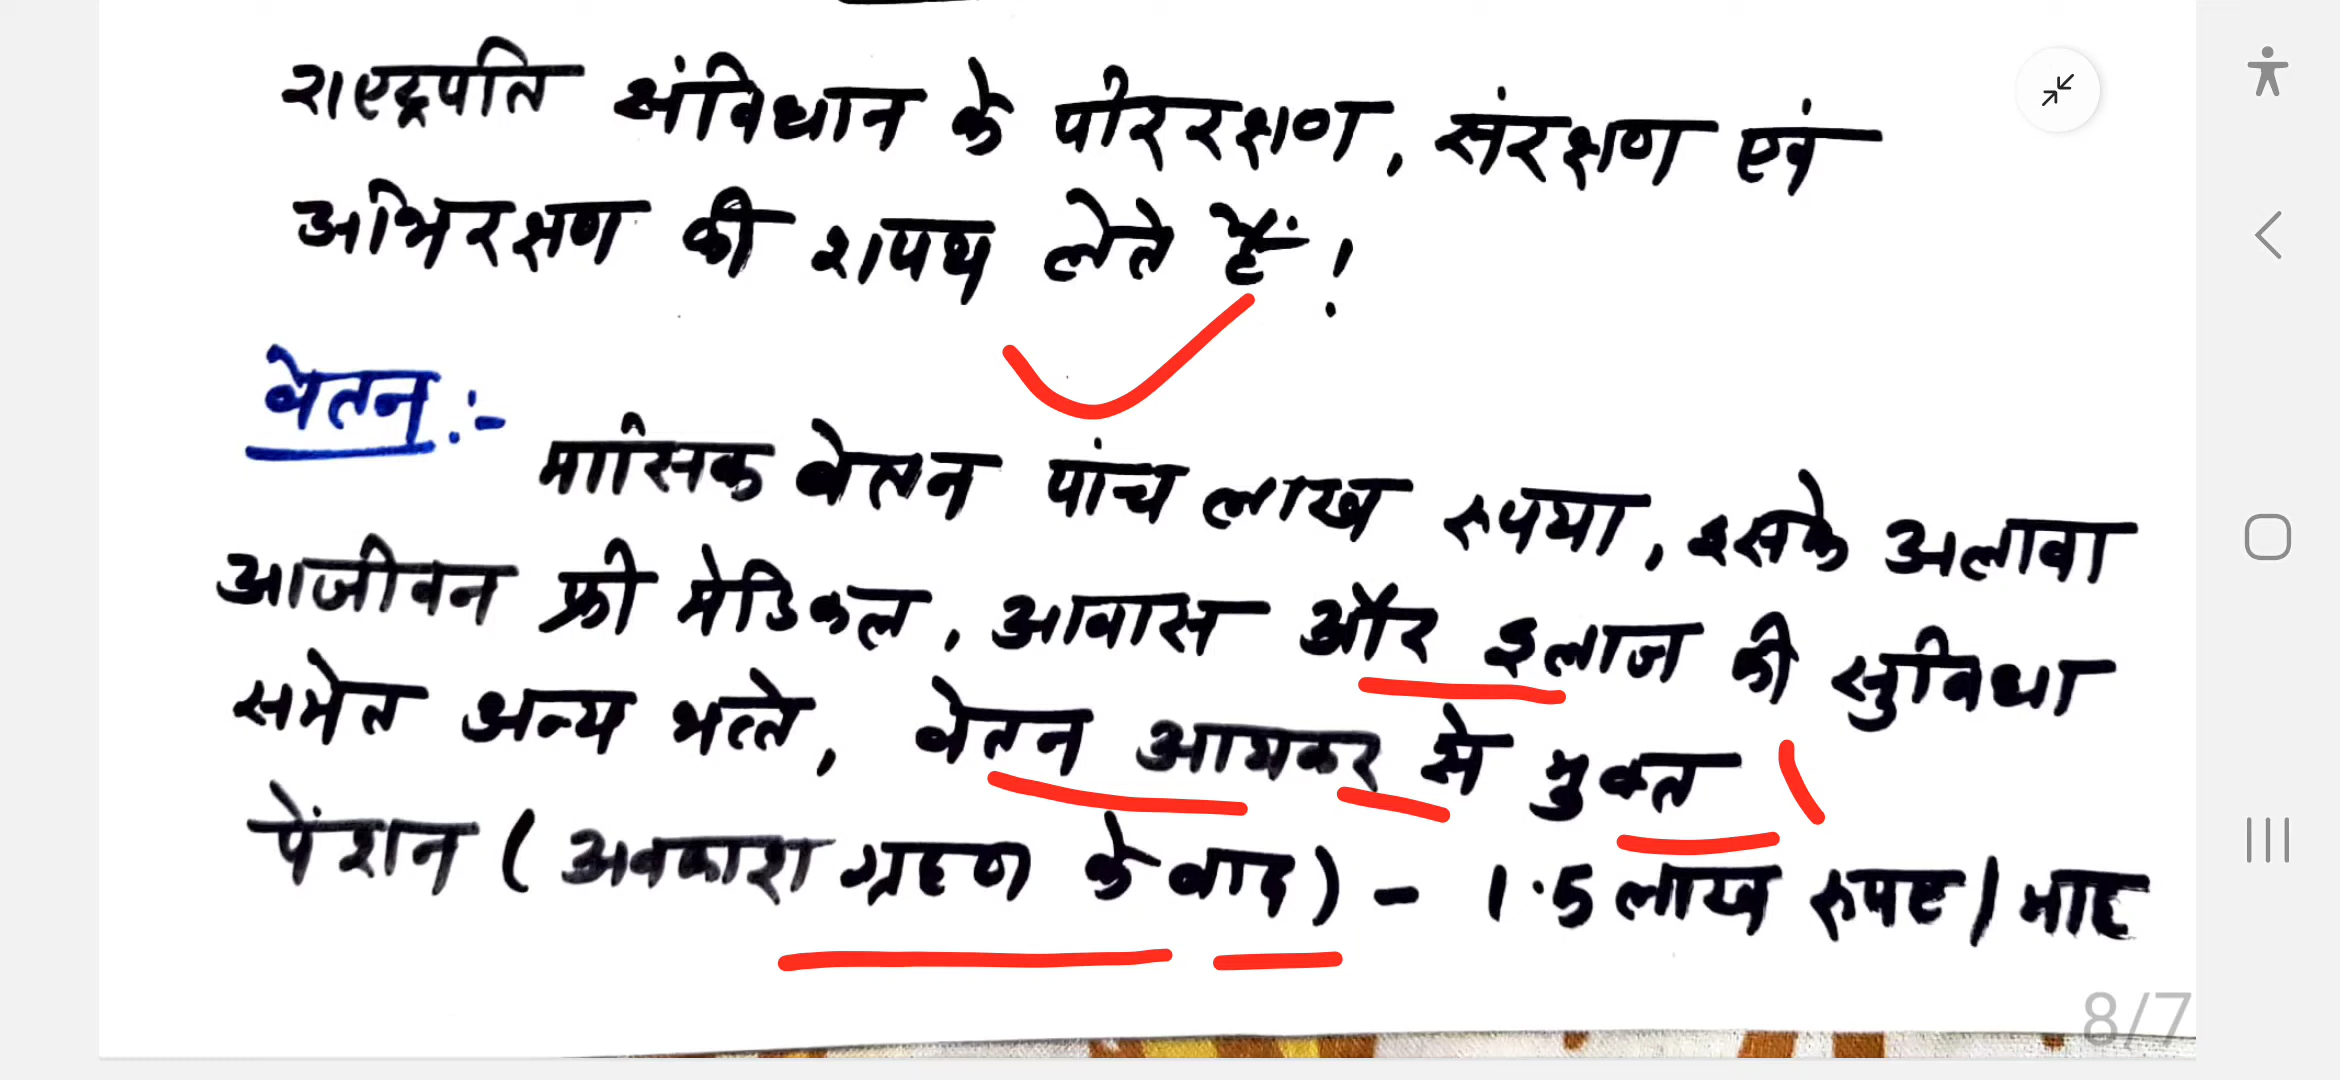 राष्ट्रपति संविधान के परिरक्षण, संरक्षण एवं
अभिरक्षण की शपथ लेते हैं!
वेतन:-
मासिक वेतन पांच लाख रुपया, इसके अलावा
आजीवन फ्री मेडिकल, आवास और इलाज की सुविधा
समेत अन्य भत्ते, वेतन आयकर से मुक्त
पेंशन (अवकाश ग्रहण के बाद) - 1.5 लाख रुपए/माह
8/7